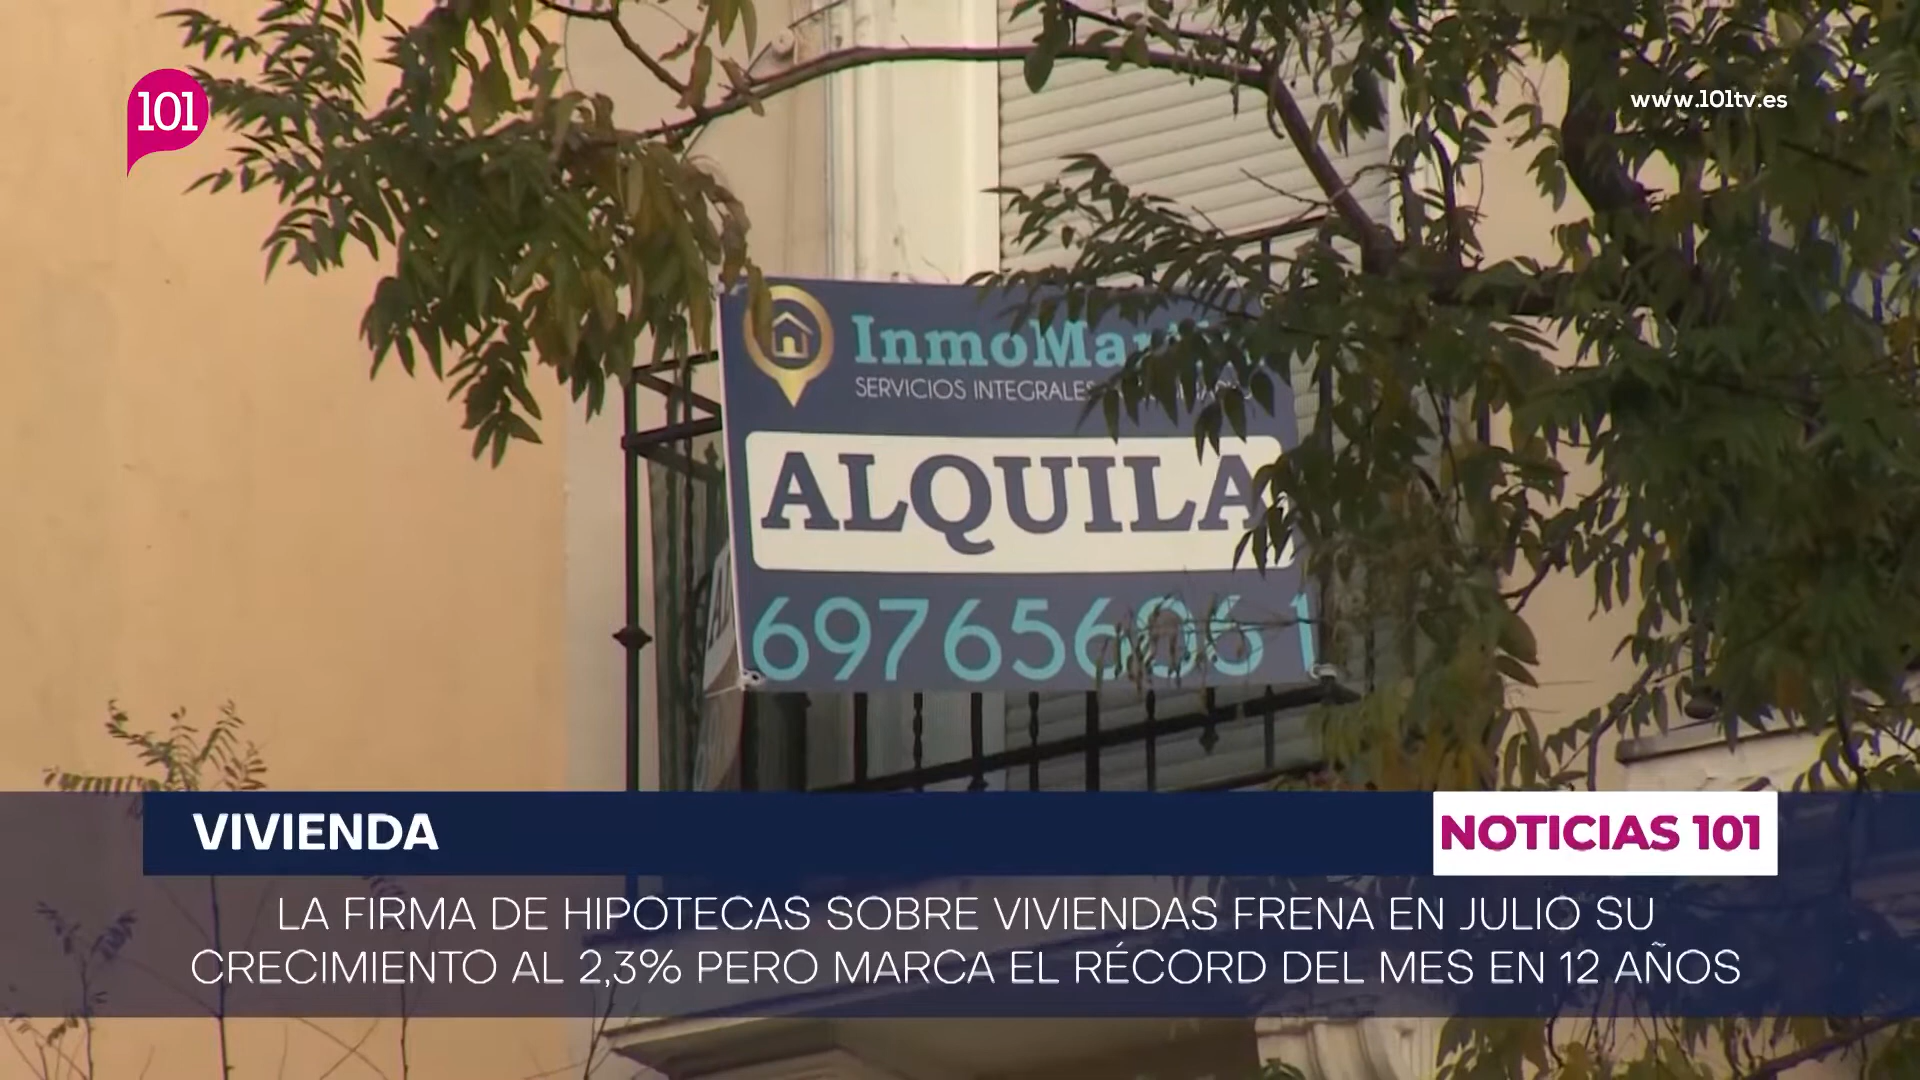 101
www.101tv.es
SERVICIOS INTEGRALES
ALQUILA
697656061
VIVIENDA
NOTICIAS 101
LA FIRMA DE HIPOTECAS SOBRE VIVIENDAS FRENA EN JULIO SU
CRECIMIENTO AL 2,3% PERO MARCA EL RÉCORD DEL MES EN 12 AÑOS